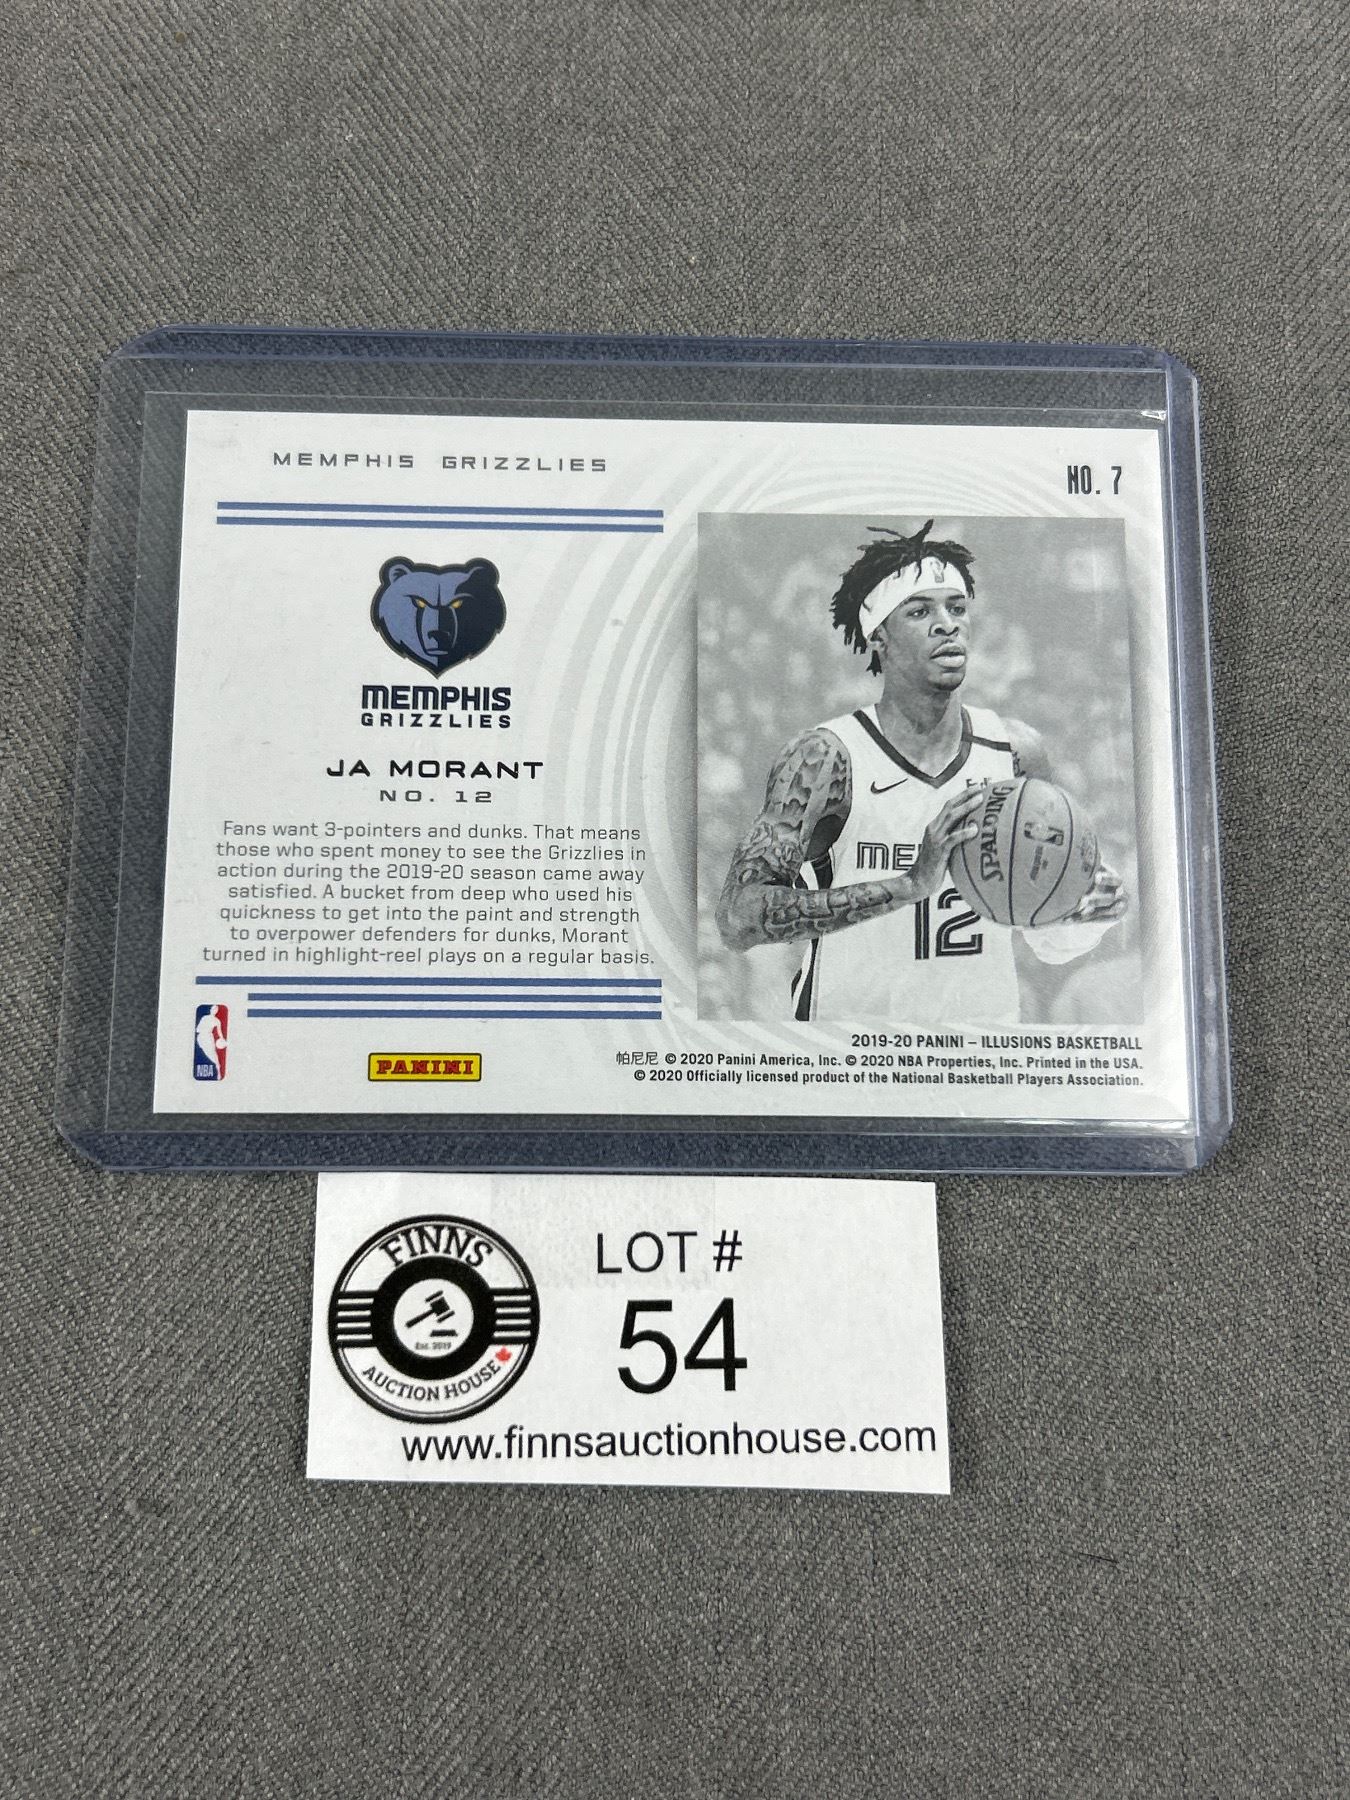 MEMPHIS GRIZZLIES
NO. 7
MEMPHIS
GRIZZLIES
JA MORANT
NO. 12
Fans want 3-pointers and dunks. That means
those who spent money to see the Grizzlies in
action during the 2019-20 season came away
satisfied. A bucket from deep who used his
quickness to get into the paint and strength
to overpower defenders for dunks, Morant
turned in highlight-reel plays on a regular basis.
SPALDING
12
NBA
PANINI
2019-20 PANINI – ILLUSIONS BASKETBALL
帕尼尼 © 2020 Panini America, Inc. © 2020 NBA Properties, Inc. Printed in the USA.
© 2020 Officially licensed product of the National Basketball Players Association.
FINNS
Est. 2019
AUCTION HOUSE
LOT #
54
www.finnsauctionhouse.com